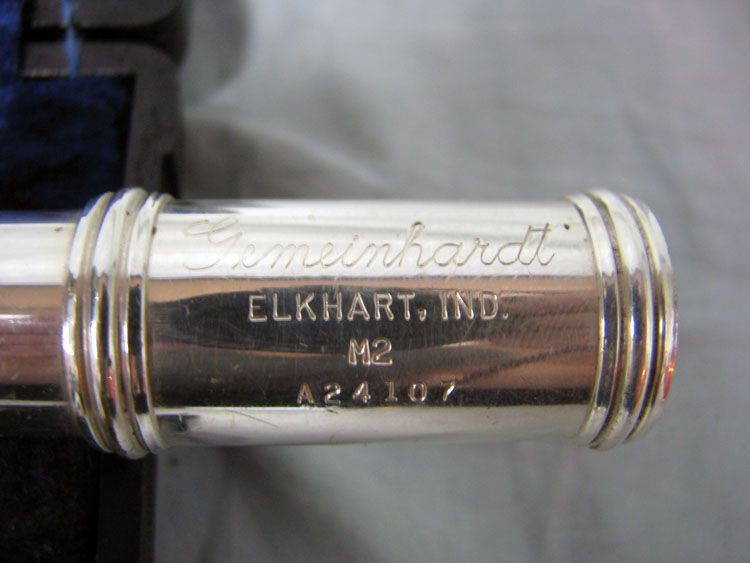 Gemeinhardt
ELKHART, IND.
M2
A24107